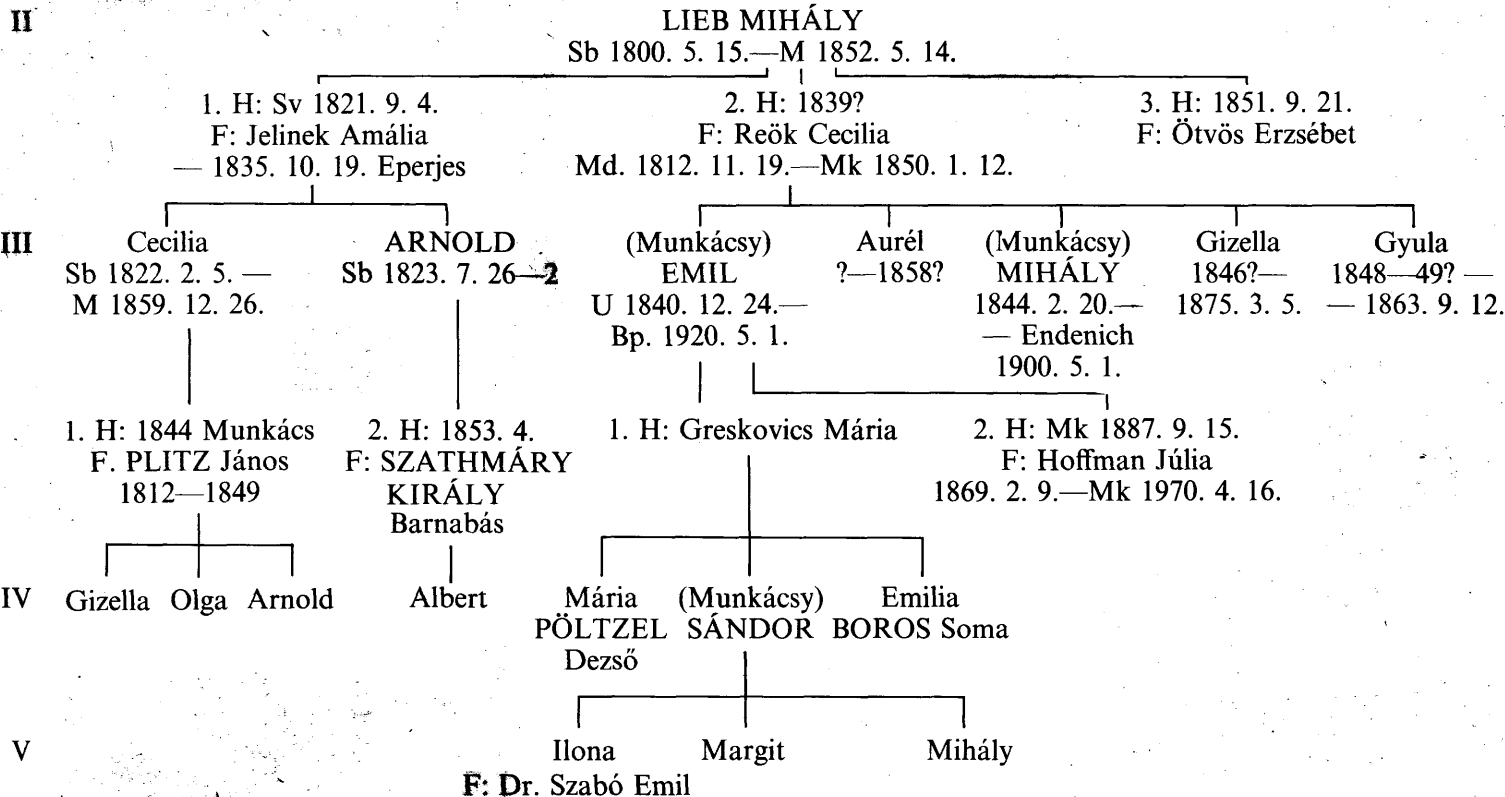 II LIEB MIHÁLY
Sb 1800. 5. 15.—M 1852. 5. 14.
1. H: Sv 1821. 9. 4. 2. H: 1839? 3. H: 1851. 9. 21.
F: Jelinek Amália F: Reök Cecilia F: Ötvös Erzsébet
— 1835. 10. 19. Eperjes Md. 1812. 11. 19.—Mk 1850. 1. 12.
III Cecilia ARNOLD (Munkácsy) Aurél (Munkácsy) Gizella Gyula
Sb 1822. 2. 5. — Sb 1823. 7. 26—2 EMIL ?—1858? MIHÁLY 1846?— 1848—49? —
M 1859. 12. 26. U 1840. 12. 24.— 1844. 2. 20.— 1875. 3. 5. — 1863. 9. 12.
Bp. 1920. 5. 1. — Endenich
1900. 5. 1.
1. H: 1844 Munkács 2. H: 1853. 4. 1. H: Greskovics Mária 2. H: Mk 1887. 9. 15.
F. PLITZ János F: SZATHMÁRY F: Hoffman Júlia
1812—1849 KIRÁLY 1869. 2. 9.—Mk 1970. 4. 16.
Barnabás
IV Gizella Olga Arnold Albert Mária (Munkácsy) Emilia
PÖLTZEL SÁNDOR BOROS Soma
Dezső
V Ilona Margit Mihály
F: Dr. Szabó Emil